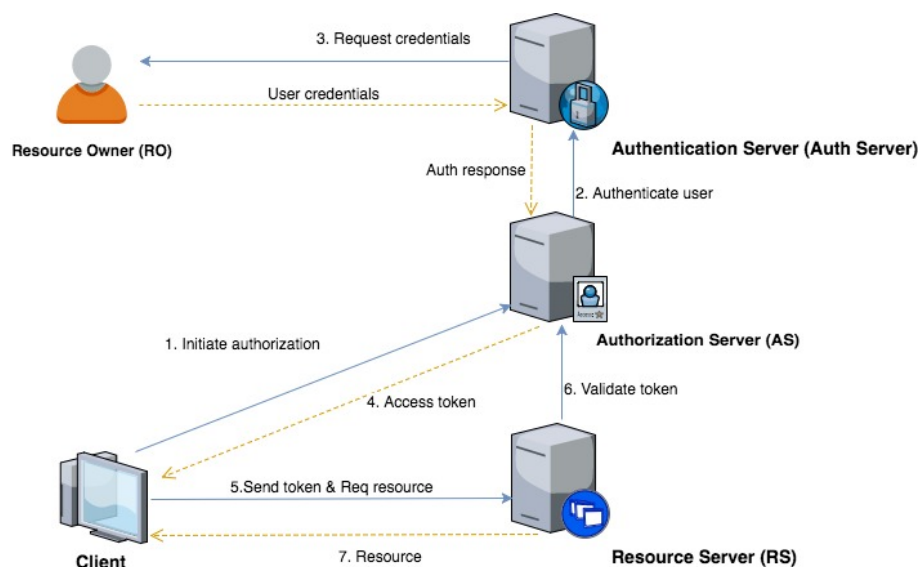 3. Request credentials
User credentials
Resource Owner (RO)
Authentication Server (Auth Server)
Auth response
2. Authenticate user
1. Initiate authorization
Access
Authorization Server (AS)
4. Access token
6. Validate token
5.Send token & Req resource
7. Resource
Client
Resource Server (RS)